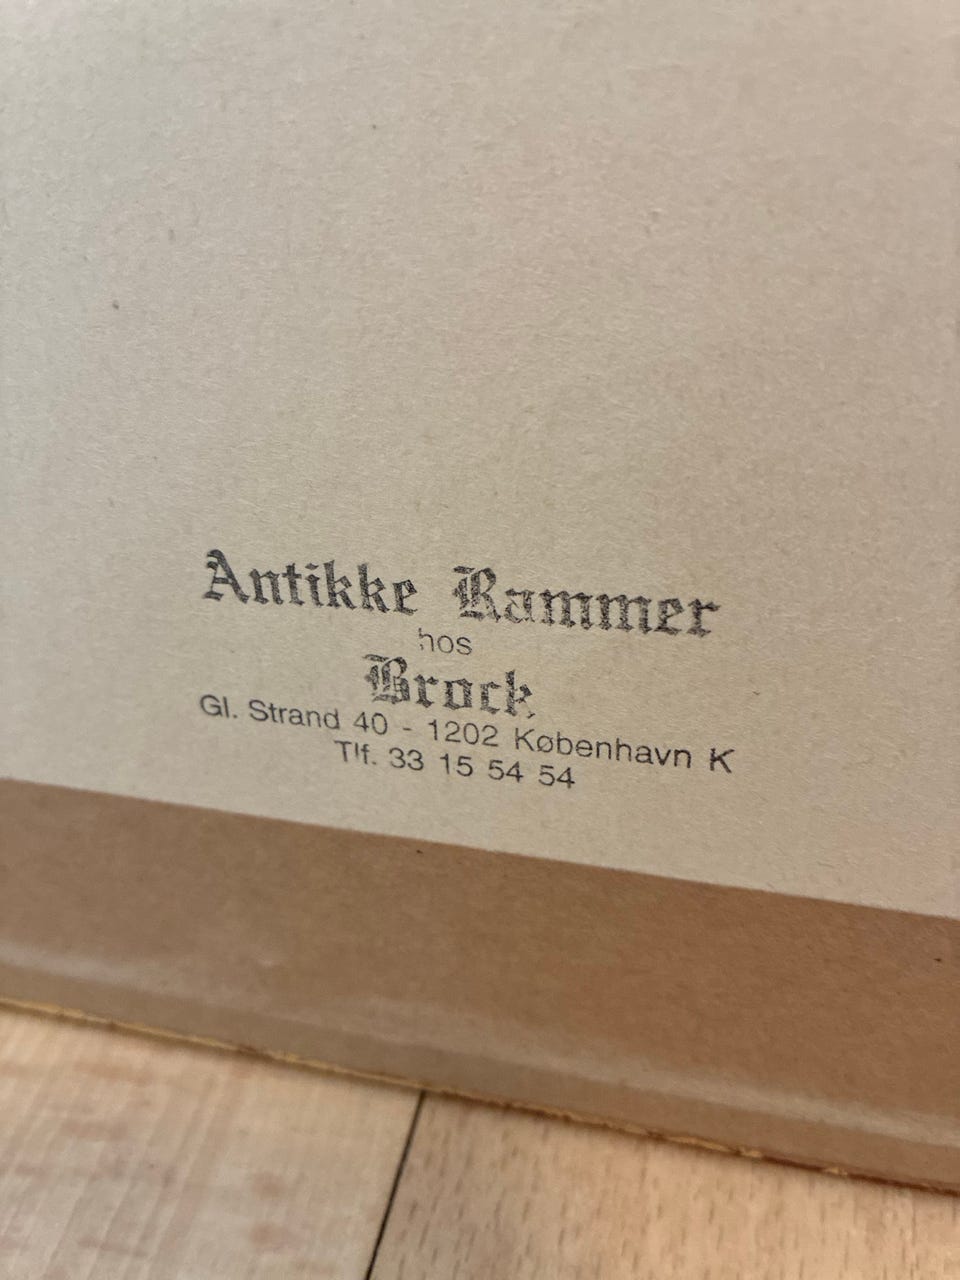 Antikke Rammer
hos
Brock
Gl. Strand 40 - 1202 København K
Tlf. 33 15 54 54